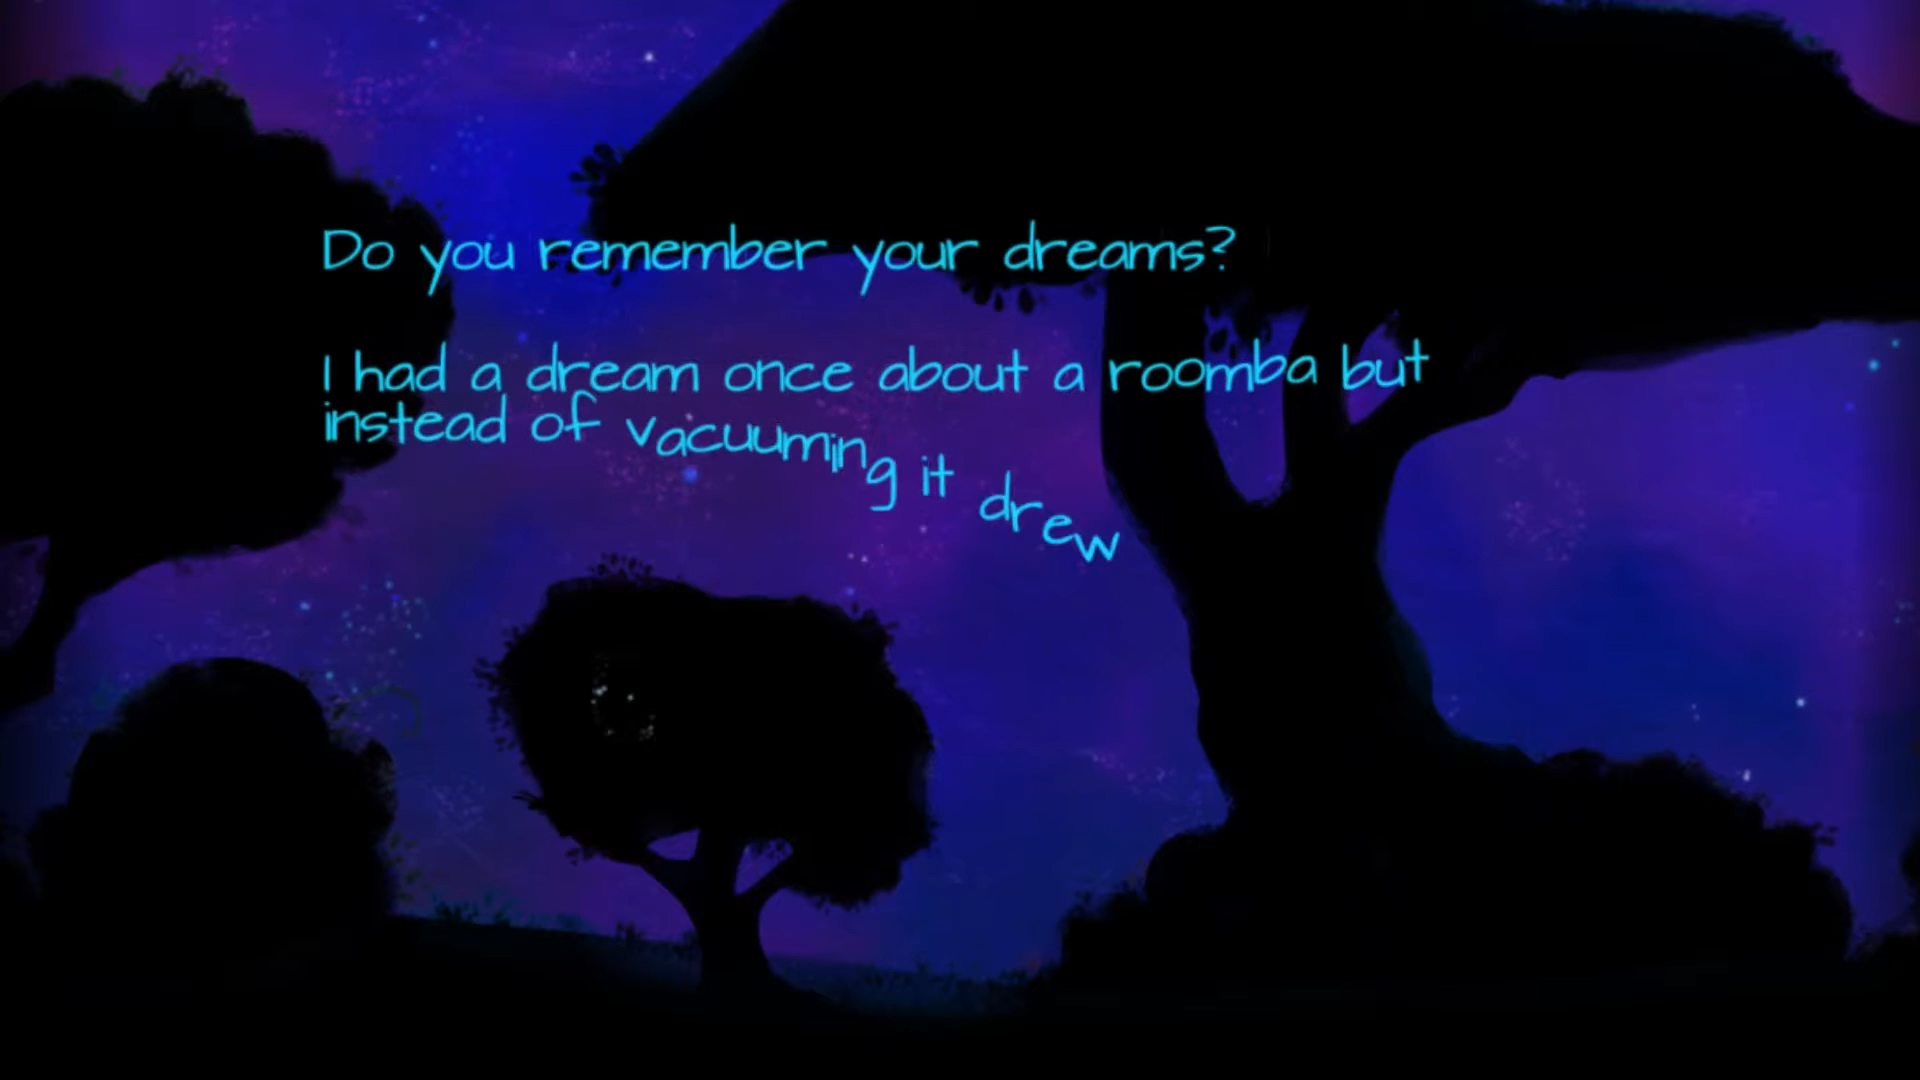 Do you remember your dreams?
I had a dream once about a roomba but
instead of vacuuming it drew